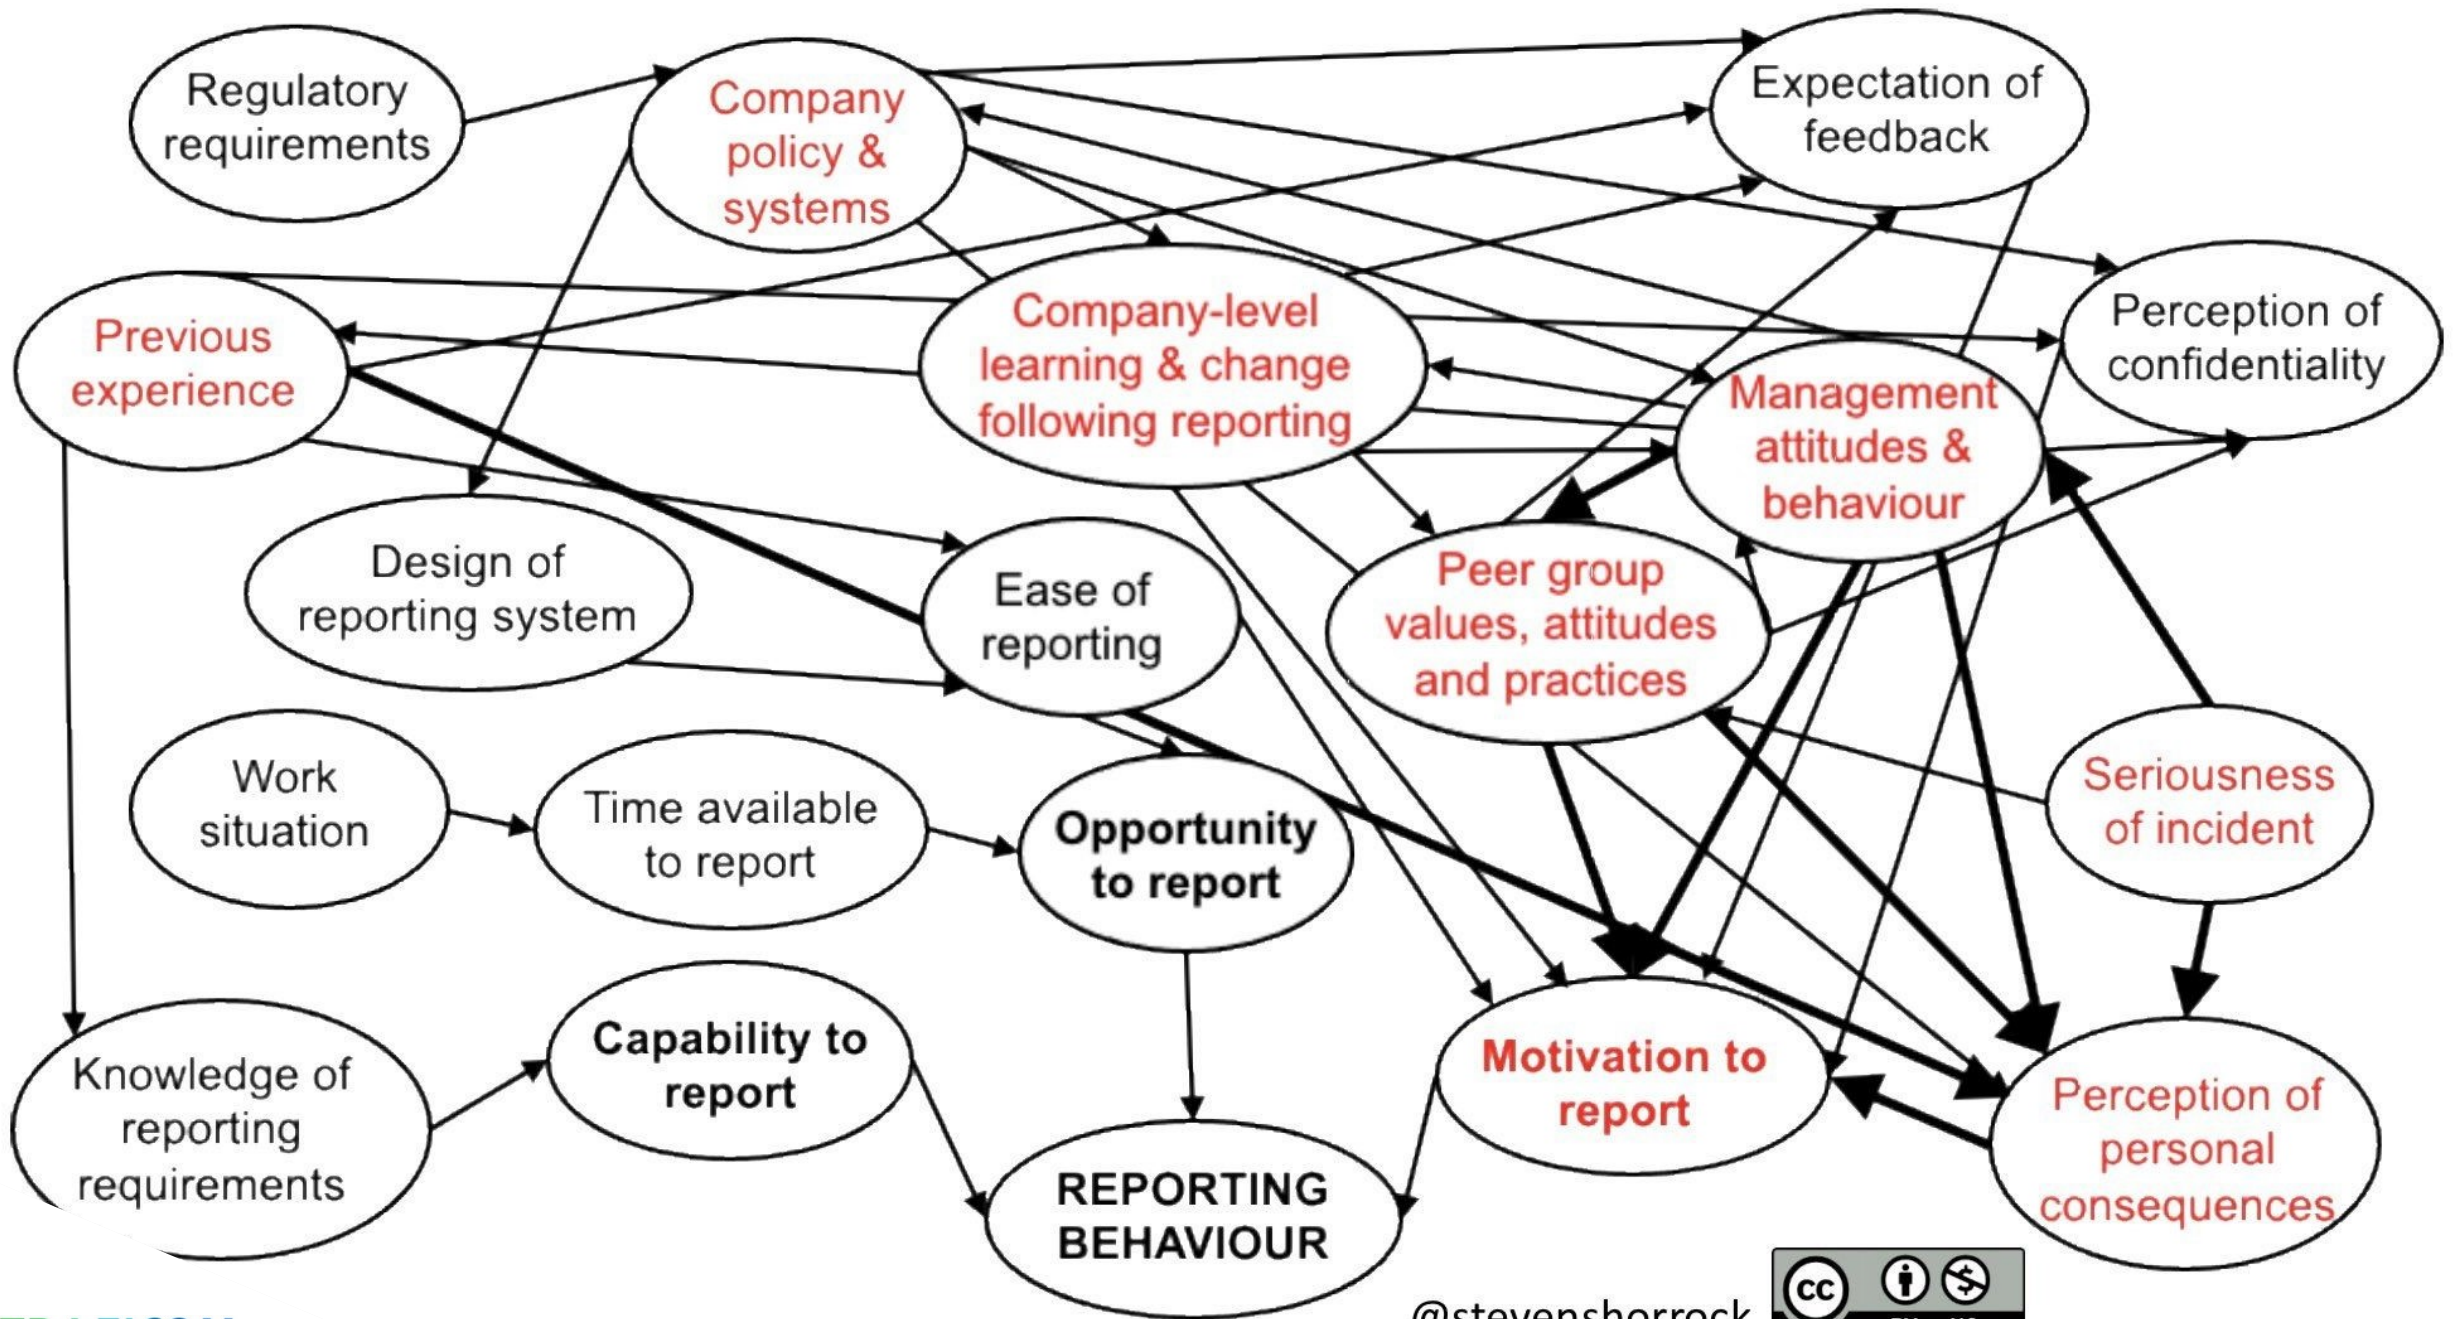 Regulatory
requirements
Company
policy &
systems
Expectation of
feedback
Previous
experience
Company-level
learning & change
following reporting
Perception of
confidentiality
Management
attitudes &
behaviour
Design of
reporting system
Ease of
reporting
Peer group
values, attitudes
and practices
Work
situation
Time available
to report
Opportunity
to report
Seriousness
of incident
Knowledge of
reporting
requirements
Capability to
report
Motivation to
report
Perception of
personal
consequences
REPORTING
BEHAVIOUR
@stevenshorrock
cc